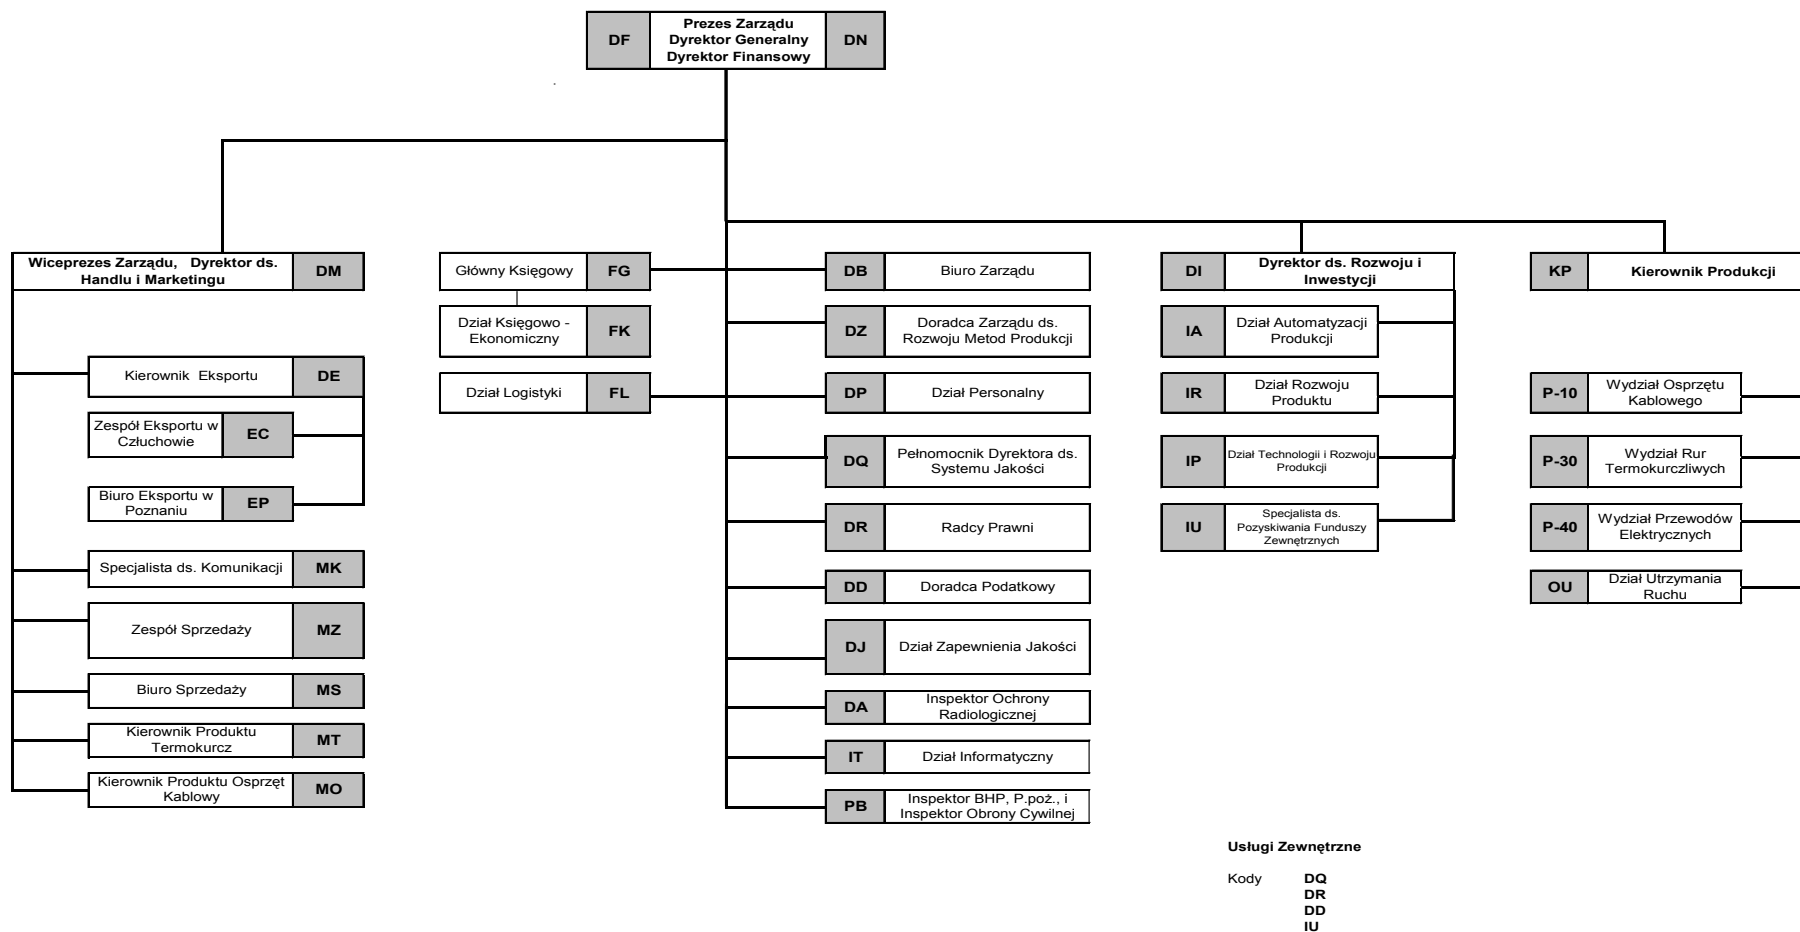 DF
Prezes Zarządu
Dyrektor Generalny
Dyrektor Finansowy
DN
Wiceprezes Zarządu, Dyrektor ds.
Handlu i Marketingu
DM
Kierownik Eksportu
DE
Zespół Eksportu w
Człuchowie
EC
Biuro Eksportu w
Poznaniu
EP
Specjalista ds. Komunikacji
MK
Zespół Sprzedaży
MZ
Biuro Sprzedaży
MS
Kierownik Produktu
Termokurcz
MT
Kierownik Produktu Osprzęt
Kablowy
MO
Główny Księgowy
FG
Dział Księgowo -
Ekonomiczny
FK
Dział Logistyki
FL
DB
Biuro Zarządu
DZ
Doradca Zarządu ds.
Rozwoju Metod Produkcji
DP
Dział Personalny
DQ
Pełnomocnik Dyrektora ds.
Systemu Jakości
DR
Radcy Prawni
DD
Doradca Podatkowy
DJ
Dział Zapewnienia Jakości
DA
Inspektor Ochrony
Radiologicznej
IT
Dział Informatyczny
PB
Inspektor BHP, P.poż., i
Inspektor Obrony Cywilnej
DI
Dyrektor ds. Rozwoju i
Inwestycji
IA
Dział Automatyzacji
Produkcji
IR
Dział Rozwoju
Produktu
IP
Dział Technologii i Rozwoju
Produkcji
IU
Specjalista ds.
Pozyskiwania Funduszy
Zewnętrznych
KP
Kierownik Produkcji
P-10
Wydział Osprzętu
Kablowego
P-30
Wydział Rur
Termokurczliwych
P-40
Wydział Przewodów
Elektrycznych
OU
Dział Utrzymania
Ruchu
Usługi Zewnętrzne
Kody DQ
DR
DD
IU